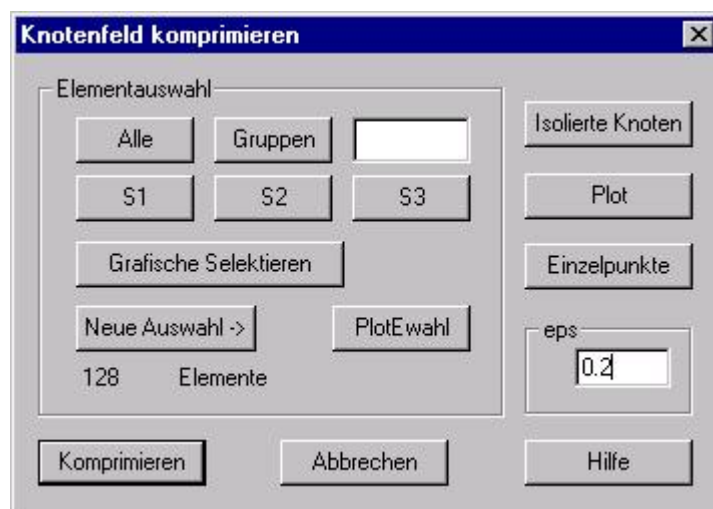 Knotenfeld komprimieren
Elementauswahl
Alle
Gruppen
S1
S2
S3
Grafische Selektieren
Neue Auswahl ->
PlotEwahl
128 Elemente
Isolierte Knoten
Plot
Einzelpunkte
eps
0.2
Komprimieren
Abbrechen
Hilfe